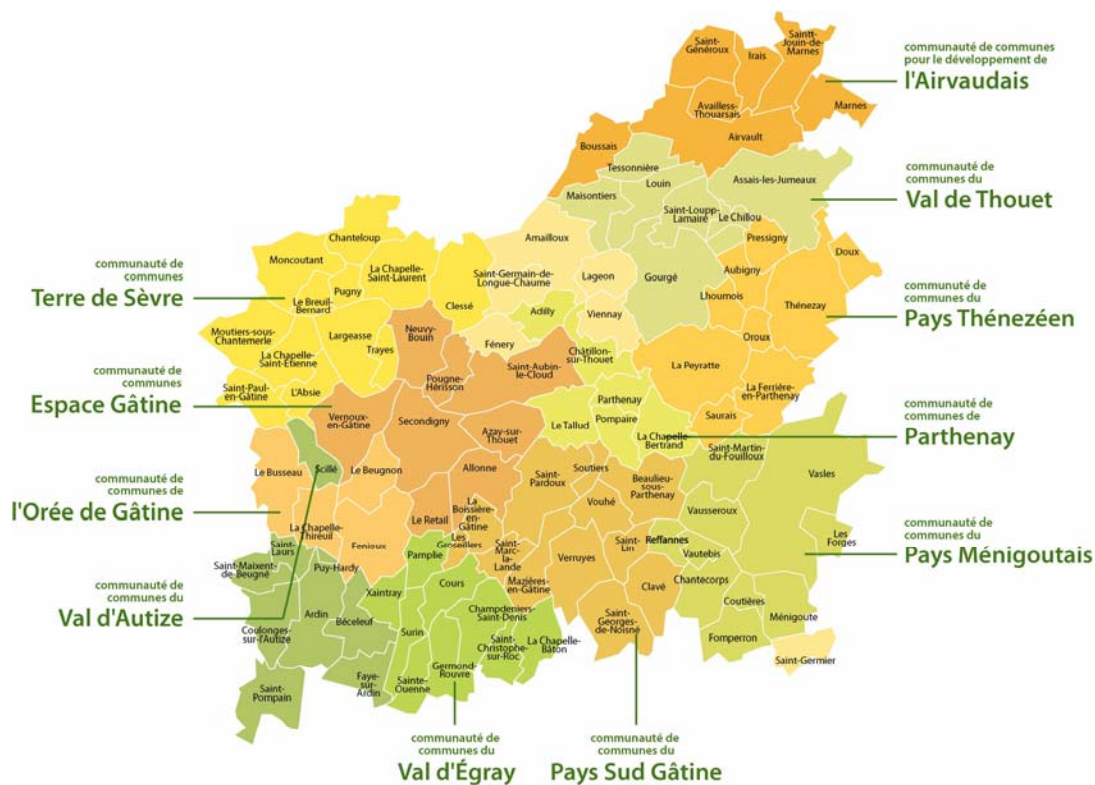 communauté de communes
pour le développement de
l'Airvaudais
communauté de
communes du
Val de Thouet
communauté de
communes du
Pays Thénezéen
communauté de
communes de
Parthenay
communauté de
communes du
Pays Ménigoutais
communauté de
communes
Terre de Sèvre
communauté de
communes
Espace Gâtine
communauté de
communes de
l'Orée de Gâtine
communauté de
communes du
Val d'Autize
communauté de
communes du
Val d'Égray
communauté de
communes du
Pays Sud Gâtine
Saint-
Généroux
Irais
Saintt-
Jouin-de-
Marnes
Marnes
Availless-
Thouarsais
Airvault
Boussais
Tessonnière
Louin
Assais-les-Jumeaux
Maisontiers
Saint-Loupp-
Lamairé
Le Chillou
Pressigny
Doux
Aubigny
Gourgé
Lhoumois
Thénezay
Oroux
La Peyratte
La Ferrière-
en-Parthenay
Saurais
Amailloux
Saint-Germain-de-
Longue-Chaume
Lageon
Adilly
Viennay
Fénery
Châtillon-
sur-Thouet
Chanteloup
Moncoutant
La Chapelle-
Saint-Laurent
Pugny
Le Breuil-
Bernard
Clessé
Moutiers-sous-
Chantemerle
Largeasse
Trayes
La Chapelle-
Saint-Etienne
Saint-Paul-
en-Gâtine
L'Absie
Neuvy-
Bouin
Pougne-
Hérisson
Saint-Aubin-
le-Cloud
Vernoux-
en-Gâtine
Secondigny
Azay-sur-
Thouet
Le Tallud
Parthenay
Pompaire
La Chapelle-
Bertrand
Saint-Martin-
du-Fouilloux
Vasles
Le Busseau
Scillé
Le Beugnon
Allonne
Saint-
Pardoux
Soutiers
Beaulieu-
sous-
Parthenay
Vausseroux
Les
Forges
La Chapelle-
Thireuil
Fenioux
Le Retail
La
Boissière-
en-
Gâtine
Les
Groseillers
Vouhé
Saint-
Marc-
la-
Lande
Verruyes
Saint-
Lin
Reffannes
Vautebis
Chantecorps
Clavé
Coutières
Ménigoute
Fomperron
Saint-Germier
Saint-
Laurs
Saint-Maixent-
de-Beugné
Puy-Hardy
Pamplie
Xaintray
Cours
Mazières-
en-Gâtine
Saint-
Georges-
de-Noisné
Ardin
Béceleuf
Surin
Champdeniers-
Saint-Denis
Coulonges-
sur-l'Autize
Saint-
Christophe-
sur-Roc
La Chapelle-
Bâton
Germond-
Rouvre
Faye-
sur-
Ardin
Sainte-
Ouenne
Saint-
Pompain